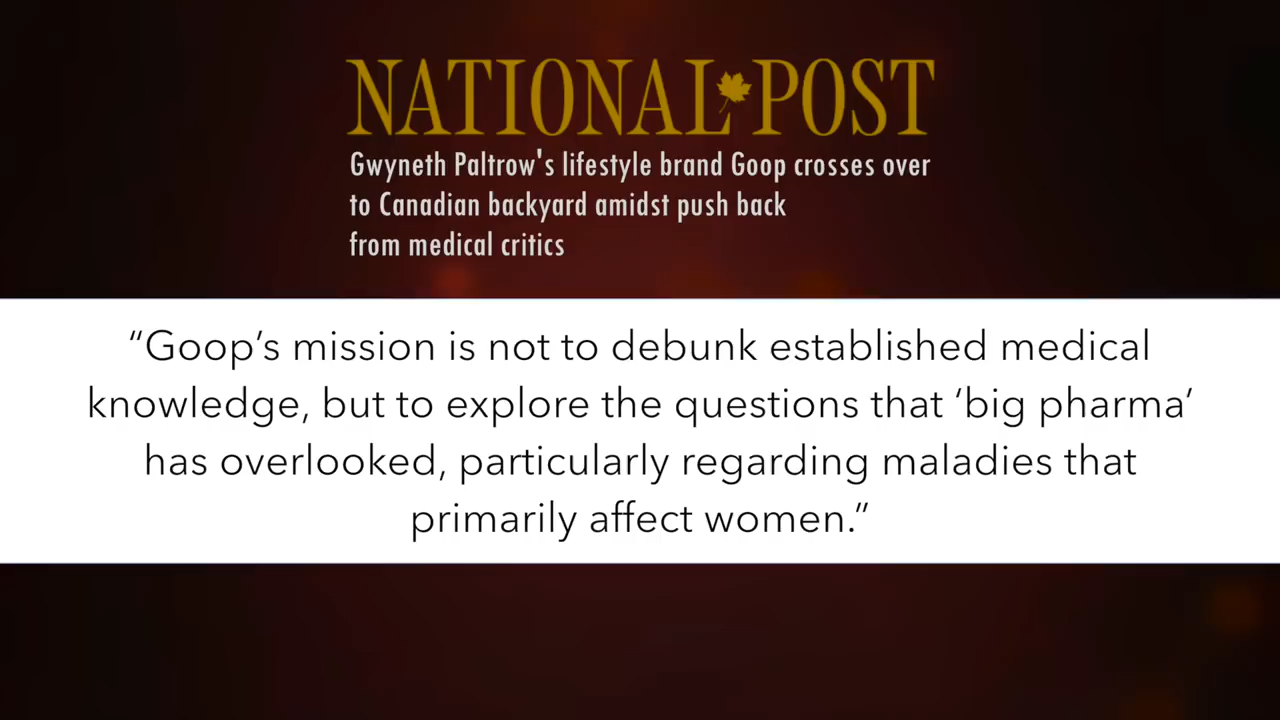 NATIONAL POST
Gwyneth Paltrow's lifestyle brand Goop crosses over
to Canadian backyard amidst push back
from medical critics
“Goop’s mission is not to debunk established medical
knowledge, but to explore the questions that ‘big pharma‘
has overlooked, particularly regarding maladies that
primarily affect women.”